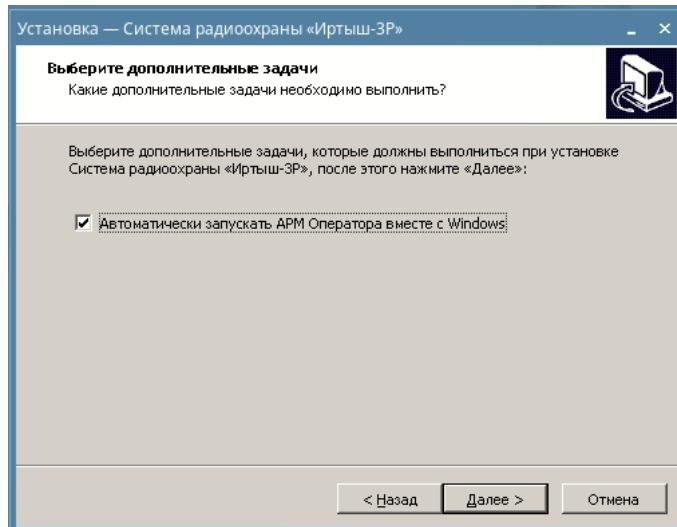 Установка — Система радиоохраны «Иртыш-3Р»
Выберите дополнительные задачи
Какие дополнительные задачи необходимо выполнить?
Выберите дополнительные задачи, которые должны выполниться при установке
Система радиоохраны «Иртыш-3Р», после этого нажмите «Далее»:
Автоматически запускать АРМ Оператора вместе с Windows
< Назад
Далее >
Отмена